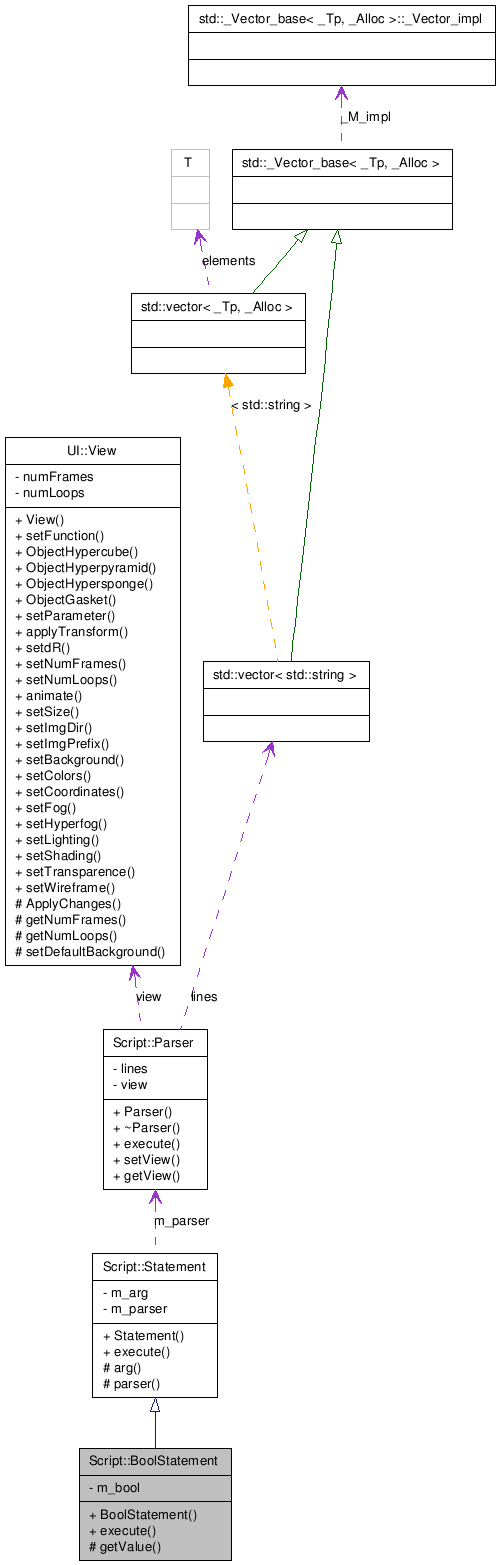 std::_Vector_base< _Tp, _Alloc >::_Vector_impl
_M_impl
T
std::_Vector_base< _Tp, _Alloc >
elements
std::vector< _Tp, _Alloc >
< std::string >
UI::View
- numFrames
- numLoops
+ View()
+ setFunction()
+ ObjectHypercube()
+ ObjectHyperpyramid()
+ ObjectHypersponge()
+ ObjectGasket()
+ setParameter()
+ applyTransform()
+ setdR()
+ setNumFrames()
+ setNumLoops()
+ animate()
+ setSize()
+ setImgDir()
+ setImgPrefix()
+ setBackground()
+ setColors()
+ setCoordinates()
+ setFog()
+ setHyperfog()
+ setLighting()
+ setShading()
+ setTransparence()
+ setWireframe()
# ApplyChanges()
# getNumFrames()
# getNumLoops()
# setDefaultBackground()
std::vector< std::string >
view
lines
Script::Parser
- lines
- view
+ Parser()
+ ~Parser()
+ execute()
+ setView()
+ getView()
m_parser
Script::Statement
- m_arg
- m_parser
+ Statement()
+ execute()
# arg()
# parser()
Script::BoolStatement
- m_bool
+ BoolStatement()
+ execute()
# getValue()